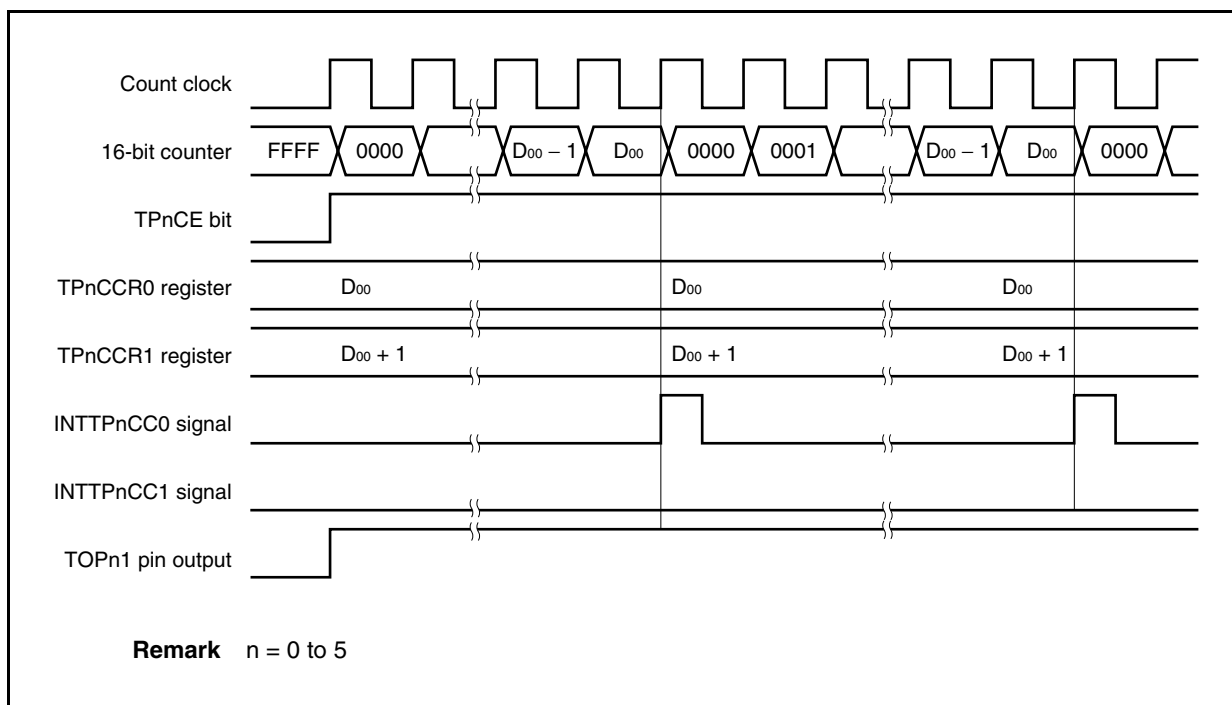 Count clock
16-bit counter FFFF 0000 D₀₀ − 1 D₀₀ 0000 0001 D₀₀ − 1 D₀₀ 0000
TPnCE bit
TPnCCR0 register D₀₀ D₀₀ D₀₀
TPnCCR1 register D₀₀ + 1 D₀₀ + 1 D₀₀ + 1
INTTPnCC0 signal
INTTPnCC1 signal
TOPn1 pin output
Remark n = 0 to 5